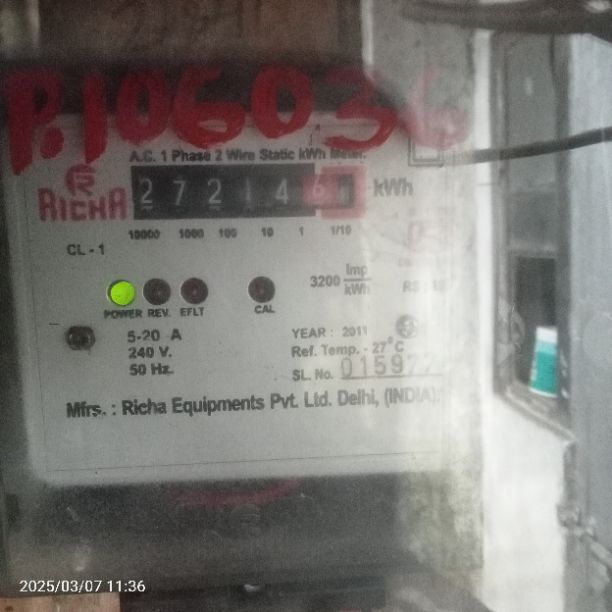 P.106036
A.C. 1 Phase 2 Wire Static kWh Meter.
RICHA
2 7 2 1 4 kWh
10000 1000 100 10 1 1/10
CL - 1
3200 Imp/kWh
POWER REV. EFLT CAL
5-20 A
240 V.
50 Hz.
YEAR : 2011
Ref. Temp. - 27°C
SL. No. 0159
Mfrs. : Richa Equipments Pvt. Ltd. Delhi, (INDIA).
2025/03/07 11:36